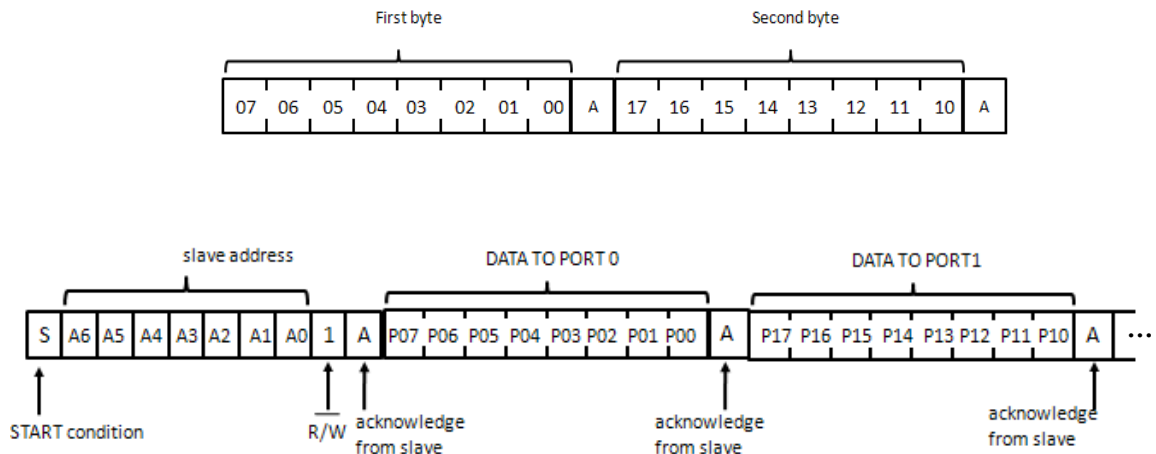 First byte Second byte
07 06 05 04 03 02 01 00 A 17 16 15 14 13 12 11 10 A
slave address DATA TO PORT 0 DATA TO PORT1
S A6 A5 A4 A3 A2 A1 A0 1 A P07 P06 P05 P04 P03 P02 P01 P00 A P17 P16 P15 P14 P13 P12 P11 P10 A ...
START condition R/W acknowledge from slave acknowledge from slave acknowledge from slave